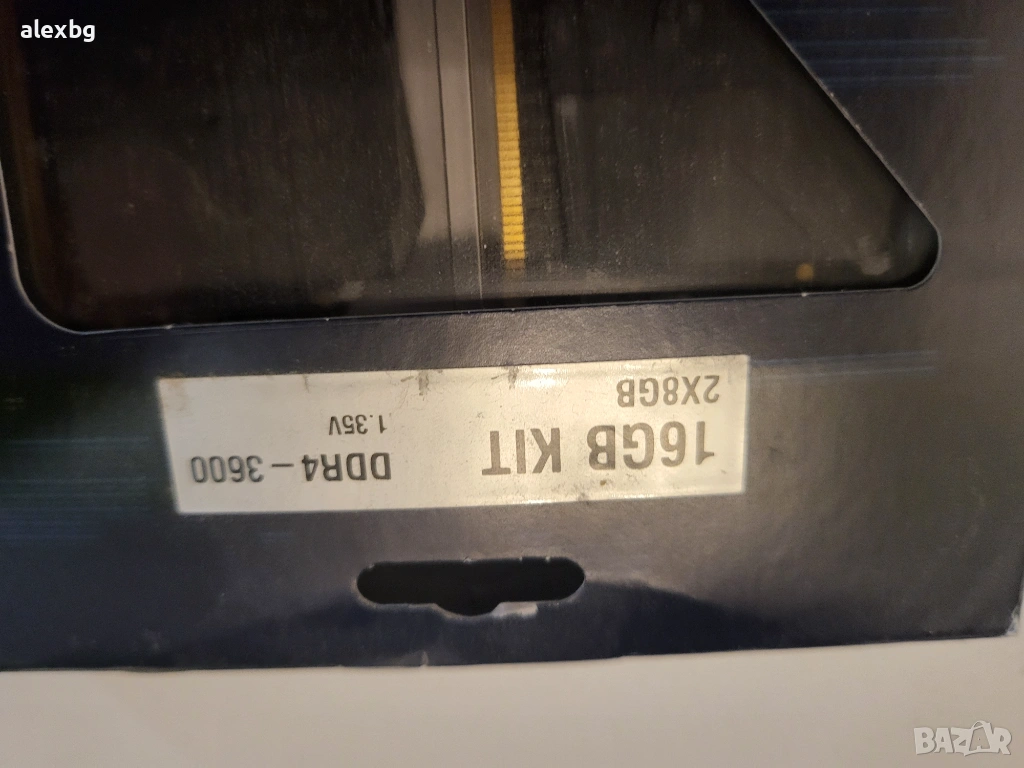 alexbg
16GB KIT
2X8GB
DDR4-3600
1.35V
BAZAR